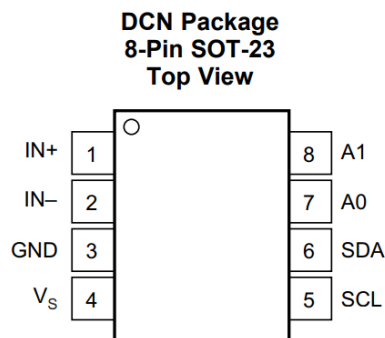 DCN Package
8-Pin SOT-23
Top View
IN+ 1 8 A1
IN– 2 7 A0
GND 3 6 SDA
VS 4 5 SCL